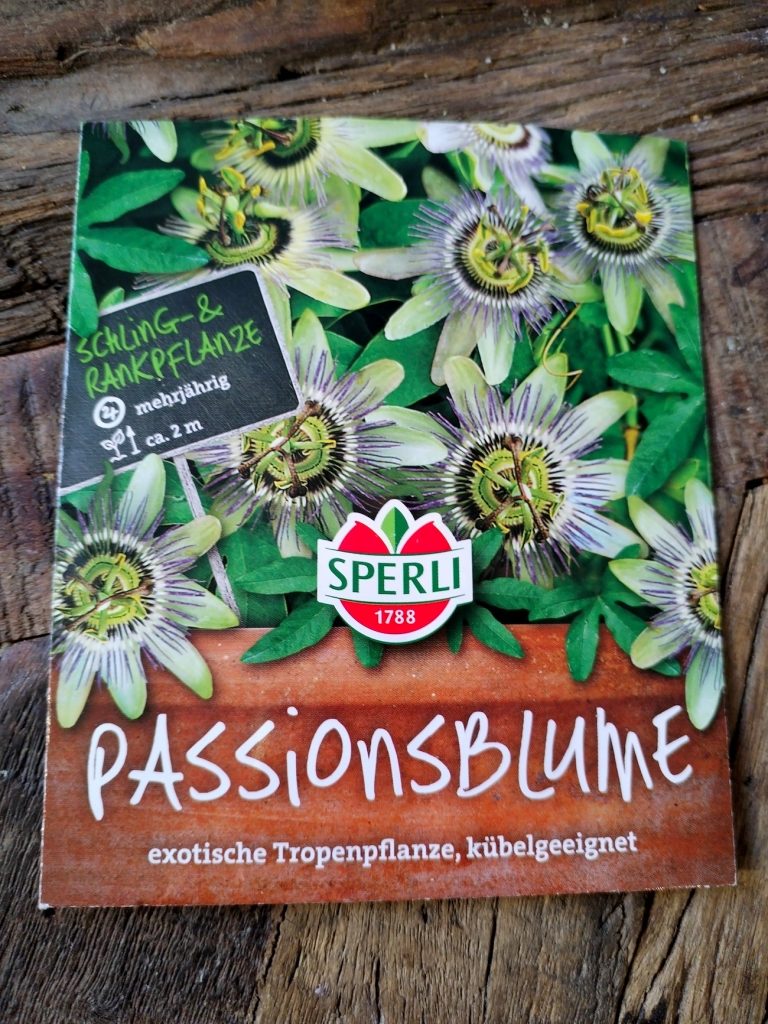 SCHLING-&
RANKPFLANZE
mehrjährig
ca. 2 m
SPERLI
1788
PASSIONSBLUME
exotische Tropenpflanze, kübelgeeignet